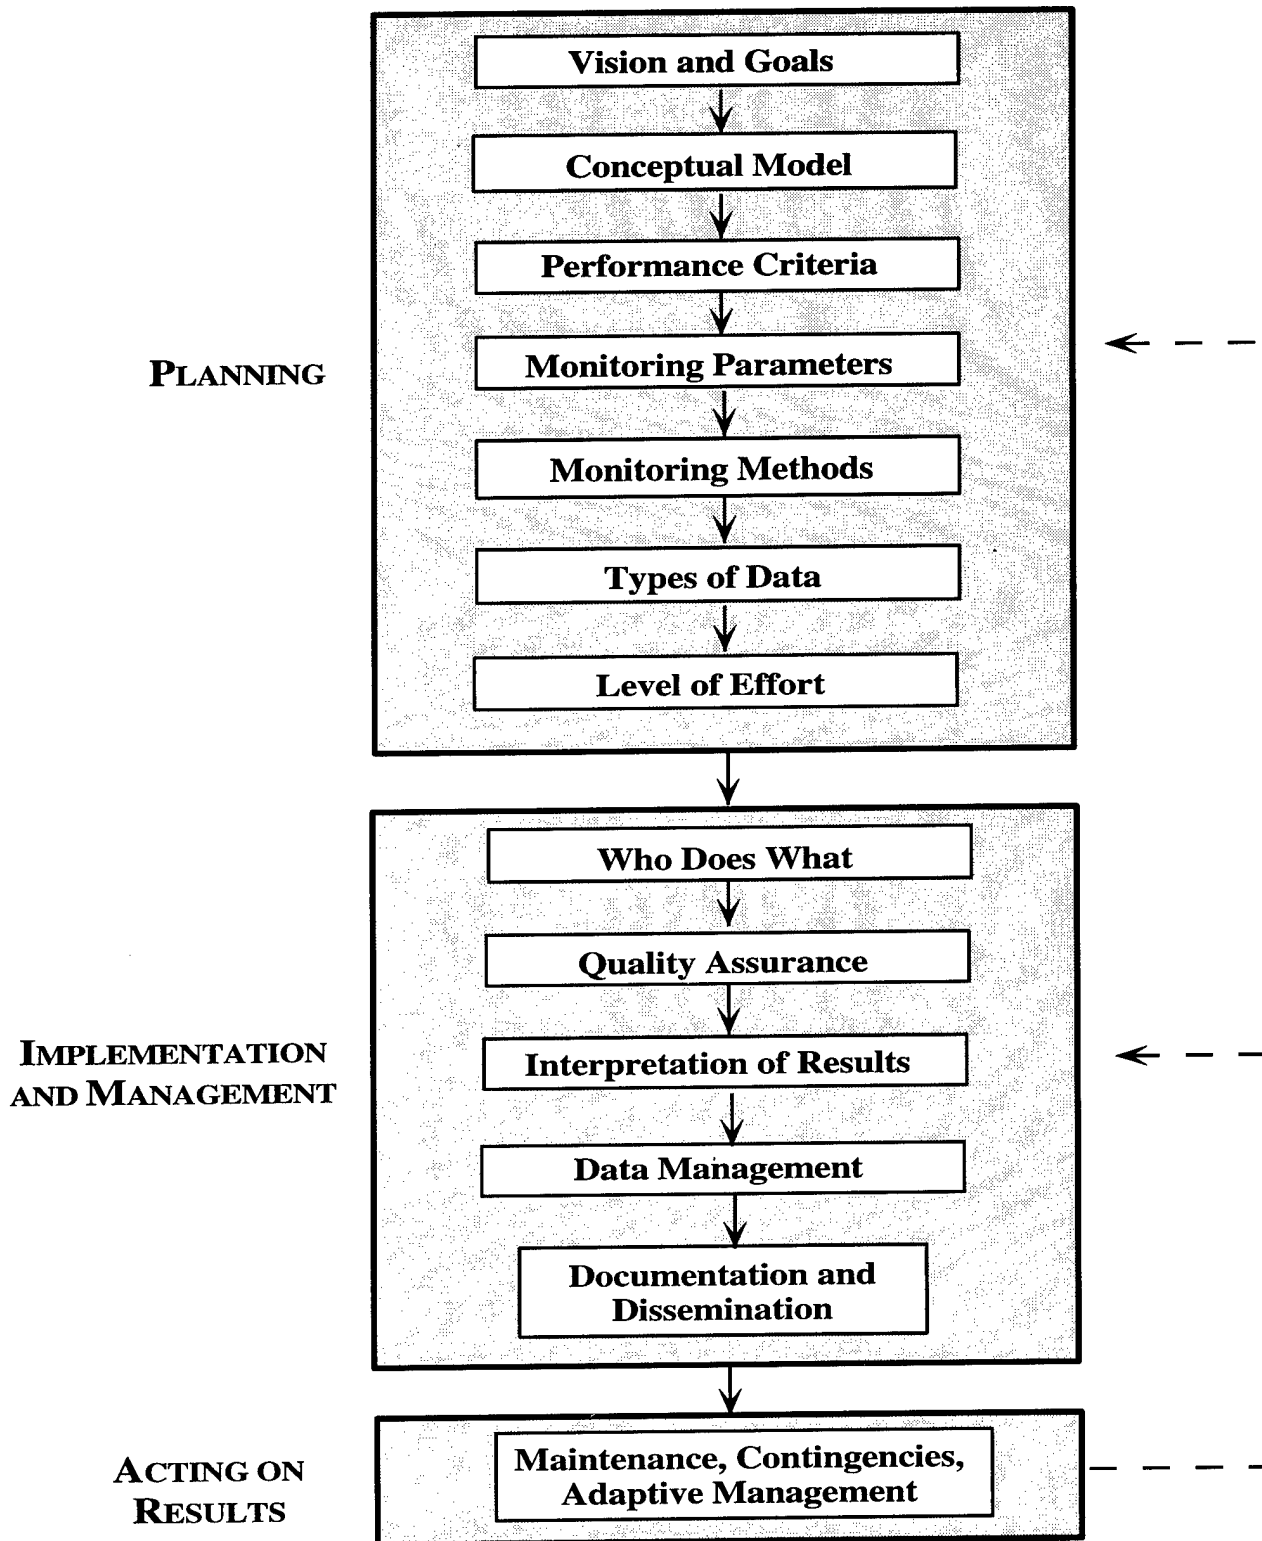 Vision and Goals
Conceptual Model
Performance Criteria
Monitoring Parameters
PLANNING
Monitoring Methods
Types of Data
Level of Effort
Who Does What
Quality Assurance
IMPLEMENTATION
AND MANAGEMENT
Interpretation of Results
Data Management
Documentation and
Dissemination
ACTING ON
RESULTS
Maintenance, Contingencies,
Adaptive Management